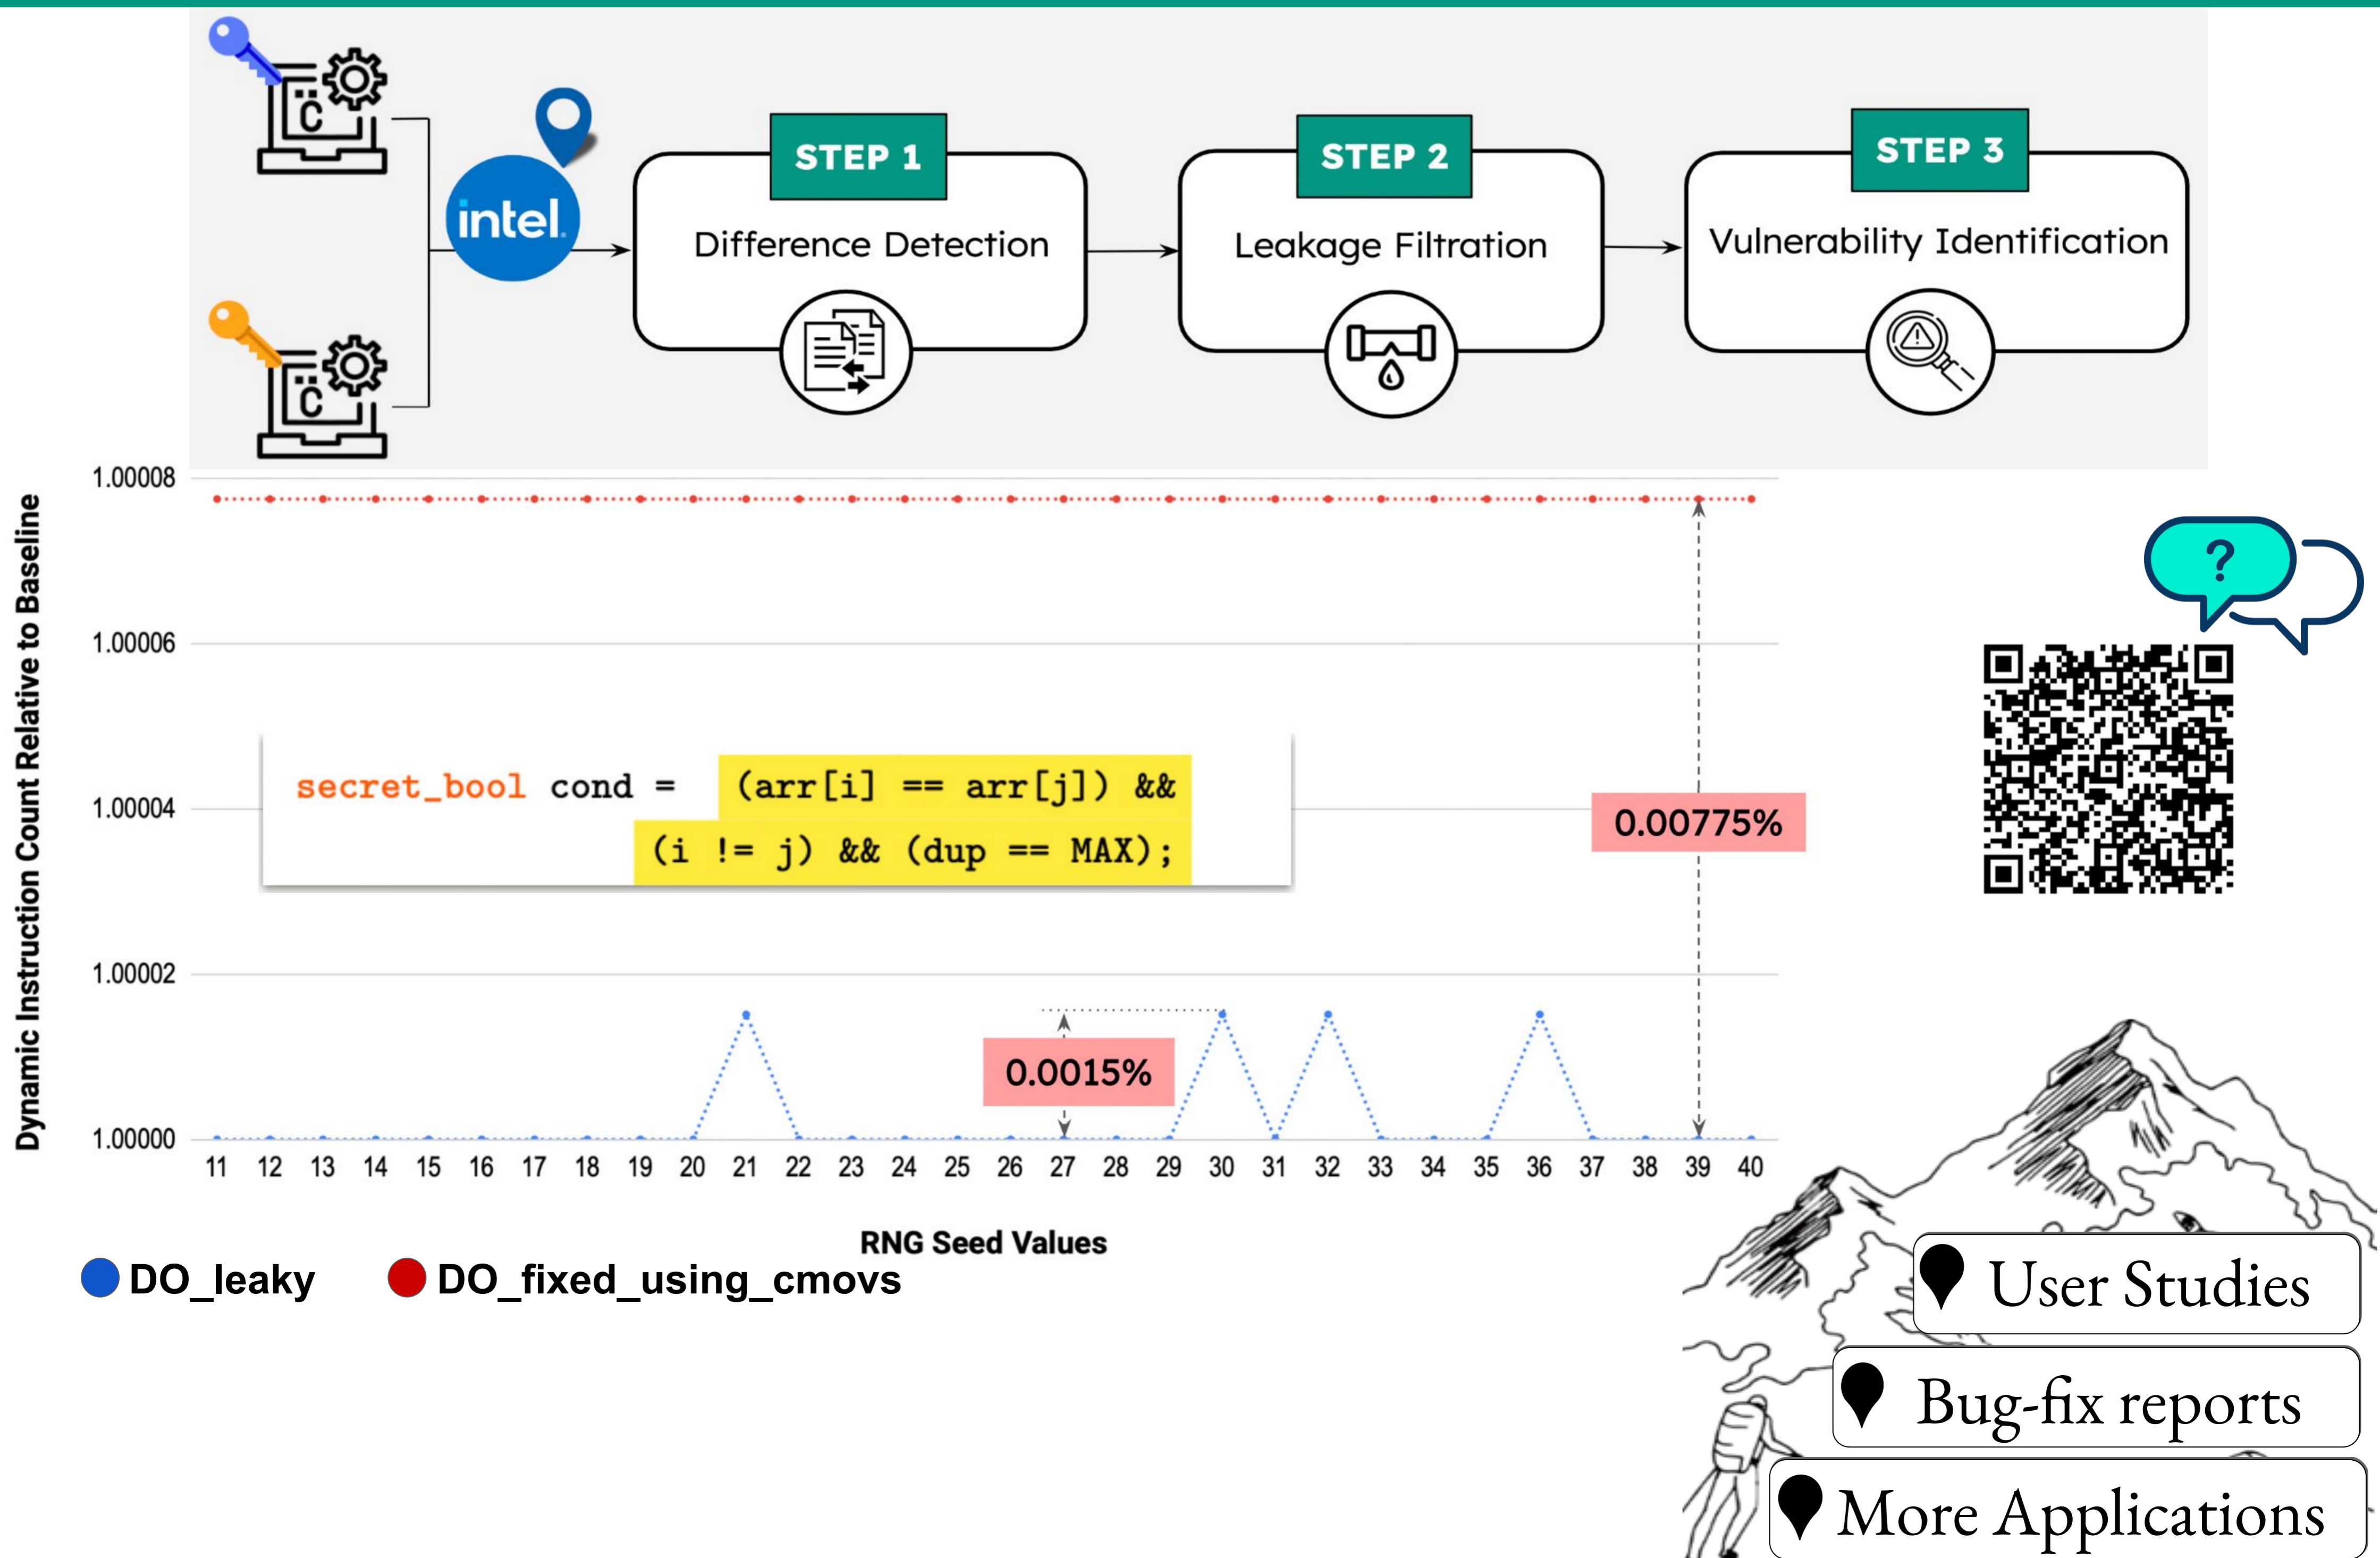 C
C
intel.
STEP 1
Difference Detection
STEP 2
Leakage Filtration
STEP 3
Vulnerability Identification
Dynamic Instruction Count Relative to Baseline
1.00008
1.00006
1.00004
1.00002
1.00000
secret_bool cond = (arr[i] == arr[j]) &&
(i != j) && (dup == MAX);
0.00775%
0.0015%
?
11 12 13 14 15 16 17 18 19 20 21 22 23 24 25 26 27 28 29 30 31 32 33 34 35 36 37 38 39 40
RNG Seed Values
DO_leaky
DO_fixed_using_cmovs
User Studies
Bug-fix reports
More Applications